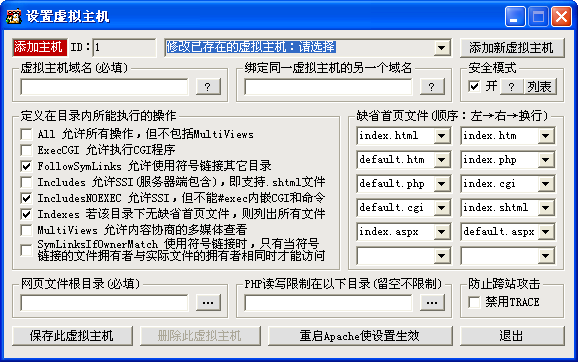 设置虚拟主机
添加主机 ID：1 修改已存在的虚拟主机：请选择 添加新虚拟主机
虚拟主机域名(必填) 绑定同一虚拟主机的另一个域名 安全模式
? ? 开 ? 列表
定义在目录内所能执行的操作 缺省首页文件(顺序：左→右→换行)
All 允许所有操作，但不包括MultiViews index.html index.htm
ExecCGI 允许执行CGI程序
FollowSymLinks 允许使用符号链接其它目录 default.htm index.php
Includes 允许SSI(服务器端包含)，即支持.shtml文件 default.php index.cgi
IncludesNOEXEC 允许SSI，但不能#exec内嵌CGI和命令 default.cgi index.shtml
Indexes 若该目录下无缺省首页文件，则列出所有文件
MultiViews 允许内容协商的多媒体查看 index.aspx default.aspx
SymLinksIfOwnerMatch 使用符号链接时，只有当符号
链接的文件拥有者与实际文件的拥有者相同时才能访问
网页文件根目录(必填) PHP读写限制在以下目录(留空不限制) 防止跨站攻击
... ... 禁用TRACE
保存此虚拟主机 删除此虚拟主机 重启Apache使设置生效 退出